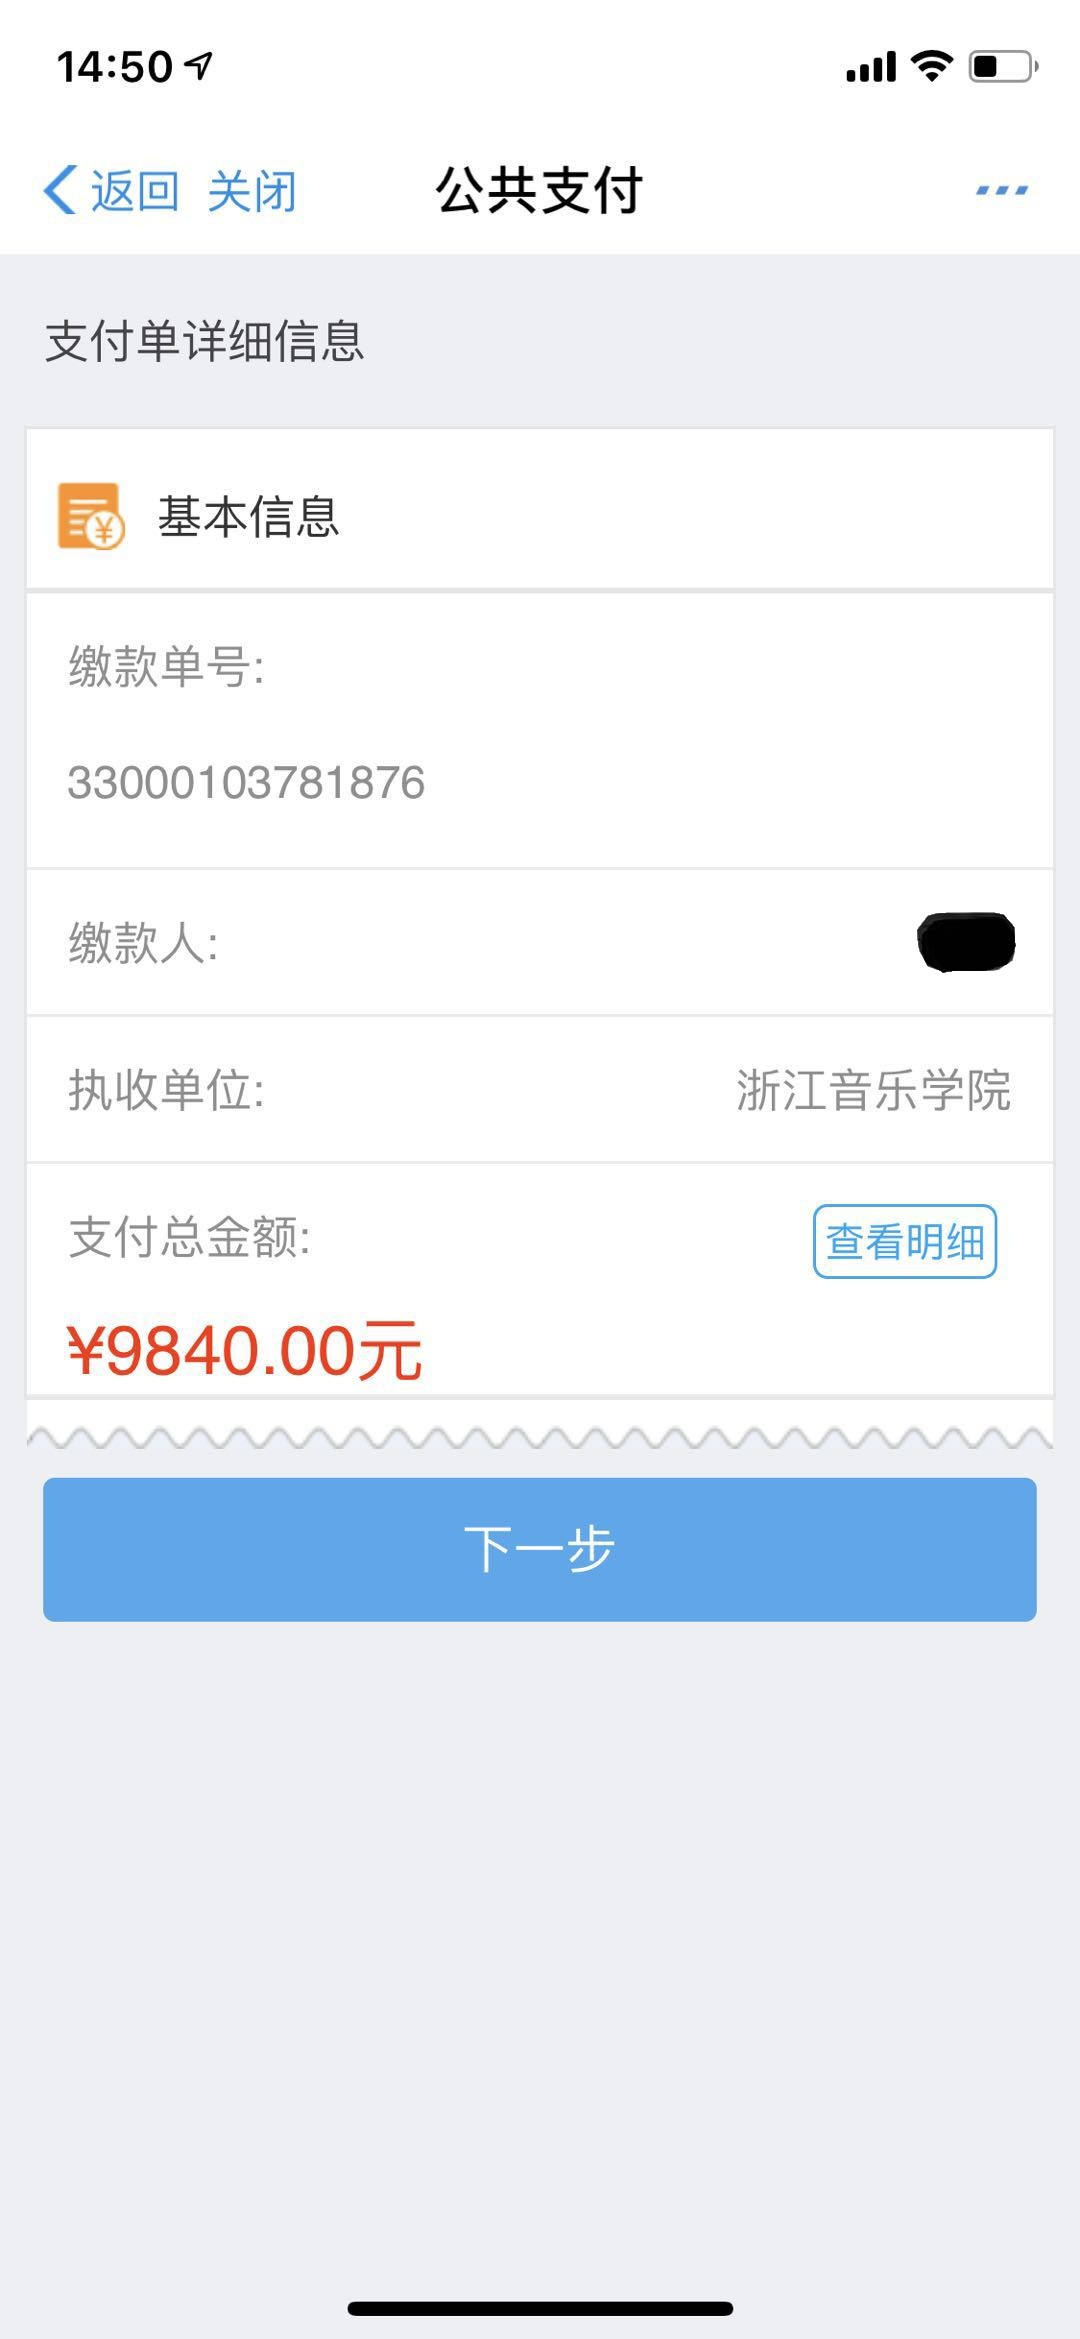 14:50
返回 关闭 公共支付
支付单详细信息
基本信息
缴款单号:
33000103781876
缴款人:
执收单位: 浙江音乐学院
支付总金额: 查看明细
¥9840.00元
下一步